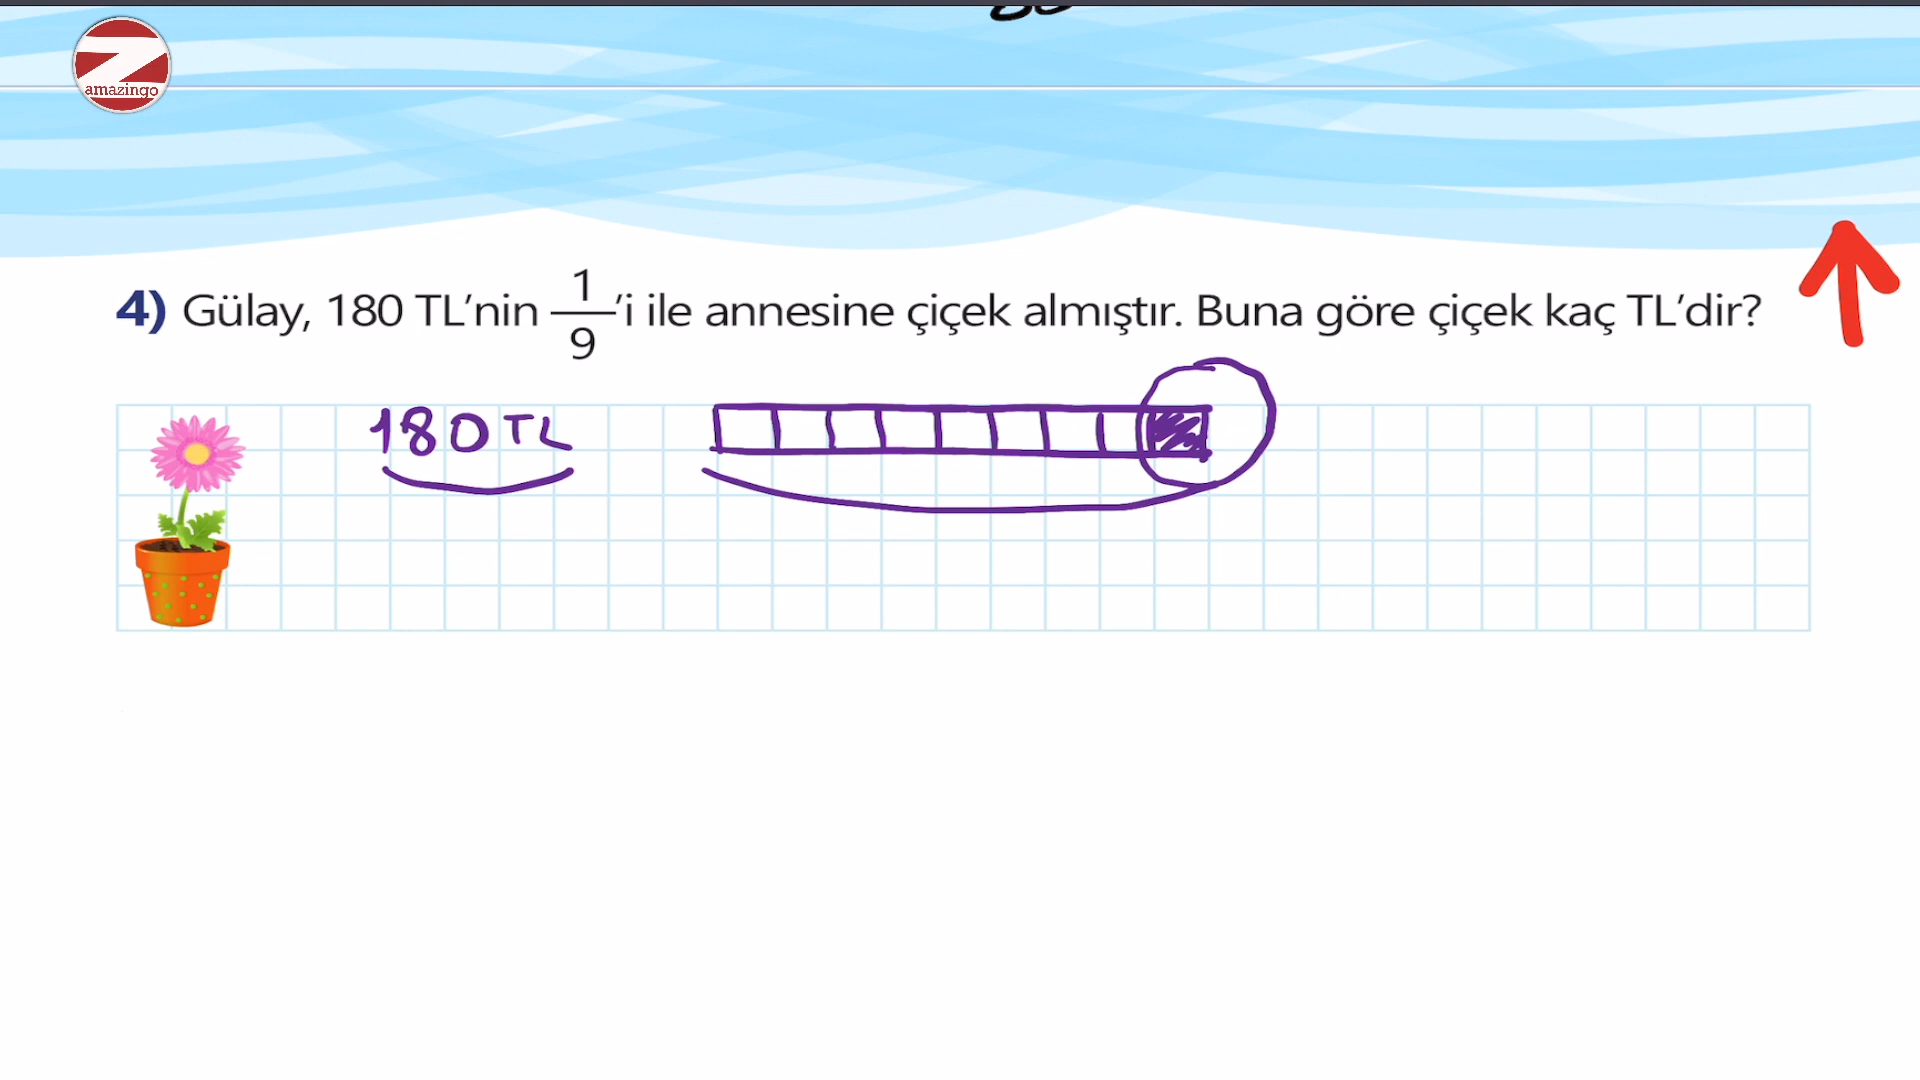 Z
amazingo
4) Gülay, 180 TL’nin 1/9 ’i ile annesine çiçek almıştır. Buna göre çiçek kaç TL’dir?
180 TL